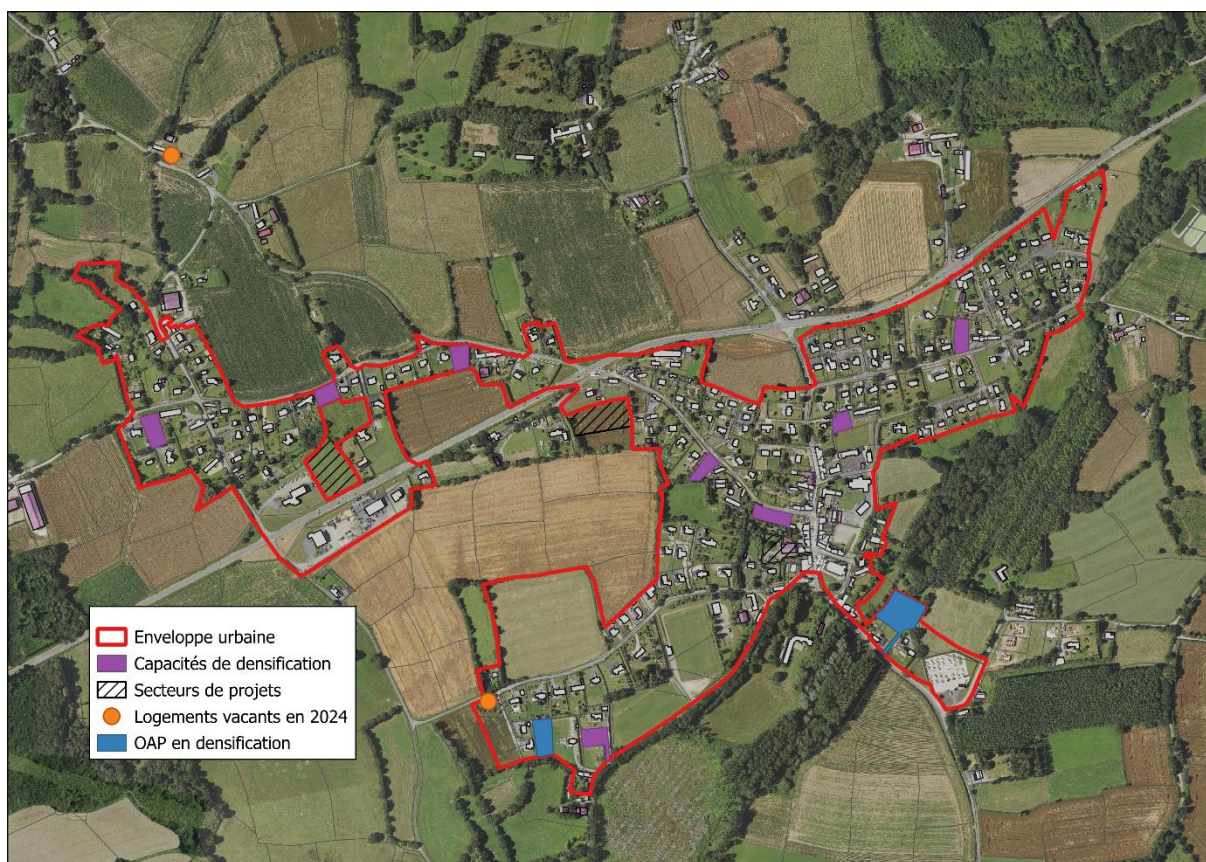 Enveloppe urbaine
Capacités de densification
Secteurs de projets
Logements vacants en 2024
OAP en densification